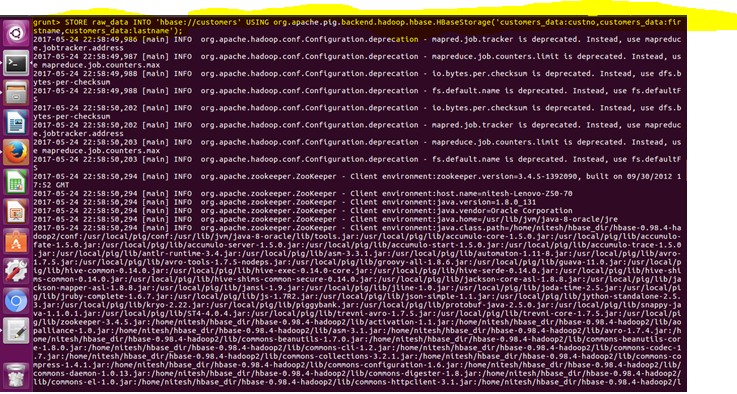 grunt> STORE raw_data INTO 'hbase://customers' USING org.apache.pig.backend.hadoop.hbase.HBaseStorage('customers_data:custno,customers_data:fir
stname,customers_data:lastname');
2017-05-24 22:58:49,986 [main] INFO  org.apache.hadoop.conf.Configuration.deprecation - mapred.job.tracker is deprecated. Instead, use mapreduc
e.jobtracker.address
2017-05-24 22:58:49,987 [main] INFO  org.apache.hadoop.conf.Configuration.deprecation - mapreduce.job.counters.limit is deprecated. Instead, us
e mapreduce.job.counters.max
2017-05-24 22:58:49,988 [main] INFO  org.apache.hadoop.conf.Configuration.deprecation - io.bytes.per.checksum is deprecated. Instead, use dfs.b
ytes-per-checksum
2017-05-24 22:58:49,988 [main] INFO  org.apache.hadoop.conf.Configuration.deprecation - fs.default.name is deprecated. Instead, use fs.defaultF
S
2017-05-24 22:58:50,202 [main] INFO  org.apache.hadoop.conf.Configuration.deprecation - io.bytes.per.checksum is deprecated. Instead, use dfs.b
ytes-per-checksum
2017-05-24 22:58:50,202 [main] INFO  org.apache.hadoop.conf.Configuration.deprecation - mapred.job.tracker is deprecated. Instead, use mapreduc
e.jobtracker.address
2017-05-24 22:58:50,203 [main] INFO  org.apache.hadoop.conf.Configuration.deprecation - mapreduce.job.counters.limit is deprecated. Instead, us
e mapreduce.job.counters.max
2017-05-24 22:58:50,203 [main] INFO  org.apache.hadoop.conf.Configuration.deprecation - fs.default.name is deprecated. Instead, use fs.defaultF
S
2017-05-24 22:58:50,294 [main] INFO  org.apache.zookeeper.ZooKeeper - Client environment:zookeeper.version=3.4.5-1392090, built on 09/30/2012 1
7:52 GMT
2017-05-24 22:58:50,294 [main] INFO  org.apache.zookeeper.ZooKeeper - Client environment:host.name=nitesh-Lenovo-Z50-70
2017-05-24 22:58:50,294 [main] INFO  org.apache.zookeeper.ZooKeeper - Client environment:java.version=1.8.0_131
2017-05-24 22:58:50,294 [main] INFO  org.apache.zookeeper.ZooKeeper - Client environment:java.vendor=Oracle Corporation
2017-05-24 22:58:50,294 [main] INFO  org.apache.zookeeper.ZooKeeper - Client environment:java.home=/usr/lib/jvm/java-8-oracle/jre
2017-05-24 22:58:50,294 [main] INFO  org.apache.zookeeper.ZooKeeper - Client environment:java.class.path=/home/nitesh/hbase_dir/hbase-0.98.4-ha
doop2/conf:/usr/local/pig/conf:/usr/lib/jvm/java-8-oracle/lib/tools.jar:/usr/local/pig/lib/accumulo-core-1.5.0.jar:/usr/local/pig/lib/accumulo-
fate-1.5.0.jar:/usr/local/pig/lib/accumulo-server-1.5.0.jar:/usr/local/pig/lib/accumulo-start-1.5.0.jar:/usr/local/pig/lib/accumulo-trace-1.5.0
.jar:/usr/local/pig/lib/antlr-runtime-3.4.jar:/usr/local/pig/lib/asm-3.3.1.jar:/usr/local/pig/lib/automaton-1.11-8.jar:/usr/local/pig/lib/avro-
1.7.5.jar:/usr/local/pig/lib/avro-tools-1.7.5-nodeps.jar:/usr/local/pig/lib/groovy-all-1.8.6.jar:/usr/local/pig/lib/guava-11.0.jar:/usr/local/p
ig/lib/hive-common-0.14.0.jar:/usr/local/pig/lib/hive-exec-0.14.0-core.jar:/usr/local/pig/lib/hive-serde-0.14.0.jar:/usr/local/pig/lib/hive-shi
ms-common-0.14.0.jar:/usr/local/pig/lib/hive-shims-common-secure-0.14.0.jar:/usr/local/pig/lib/jackson-core-asl-1.8.8.jar:/usr/local/pig/lib/ja
ckson-mapper-asl-1.8.8.jar:/usr/local/pig/lib/jansi-1.9.jar:/usr/local/pig/lib/jline-1.0.jar:/usr/local/pig/lib/joda-time-2.5.jar:/usr/local/pi
g/lib/jruby-complete-1.6.7.jar:/usr/local/pig/lib/js-1.7R2.jar:/usr/local/pig/lib/json-simple-1.1.jar:/usr/local/pig/lib/jython-standalone-2.5.
3.jar:/usr/local/pig/lib/kryo-2.22.jar:/usr/local/pig/lib/piggybank.jar:/usr/local/pig/lib/protobuf-java-2.5.0.jar:/usr/local/pig/lib/snappy-ja
va-1.1.0.1.jar:/usr/local/pig/lib/ST4-4.0.4.jar:/usr/local/pig/lib/trevni-avro-1.7.5.jar:/usr/local/pig/lib/trevni-core-1.7.5.jar:/usr/local/pi
g/lib/zookeeper-3.4.5.jar:/home/nitesh/hbase_dir/hbase-0.98.4-hadoop2/lib/activation-1.1.jar:/home/nitesh/hbase_dir/hbase-0.98.4-hadoop2/lib/ao
palliance-1.0.jar:/home/nitesh/hbase_dir/hbase-0.98.4-hadoop2/lib/asm-3.1.jar:/home/nitesh/hbase_dir/hbase-0.98.4-hadoop2/lib/avro-1.7.4.jar:/h
ome/nitesh/hbase_dir/hbase-0.98.4-hadoop2/lib/commons-beanutils-1.7.0.jar:/home/nitesh/hbase_dir/hbase-0.98.4-hadoop2/lib/commons-beanutils-cor
e-1.8.0.jar:/home/nitesh/hbase_dir/hbase-0.98.4-hadoop2/lib/commons-cli-1.2.jar:/home/nitesh/hbase_dir/hbase-0.98.4-hadoop2/lib/commons-codec-1
.7.jar:/home/nitesh/hbase_dir/hbase-0.98.4-hadoop2/lib/commons-collections-3.2.1.jar:/home/nitesh/hbase_dir/hbase-0.98.4-hadoop2/lib/commons-co
mpress-1.4.1.jar:/home/nitesh/hbase_dir/hbase-0.98.4-hadoop2/lib/commons-configuration-1.6.jar:/home/nitesh/hbase_dir/hbase-0.98.4-hadoop2/lib/
commons-daemon-1.0.13.jar:/home/nitesh/hbase_dir/hbase-0.98.4-hadoop2/lib/commons-digester-1.8.jar:/home/nitesh/hbase_dir/hbase-0.98.4-hadoop2/
lib/commons-el-1.0.jar:/home/nitesh/hbase_dir/hbase-0.98.4-hadoop2/lib/commons-httpclient-3.1.jar:/home/nitesh/hbase_dir/hbase-0.98.4-hadoop2/l